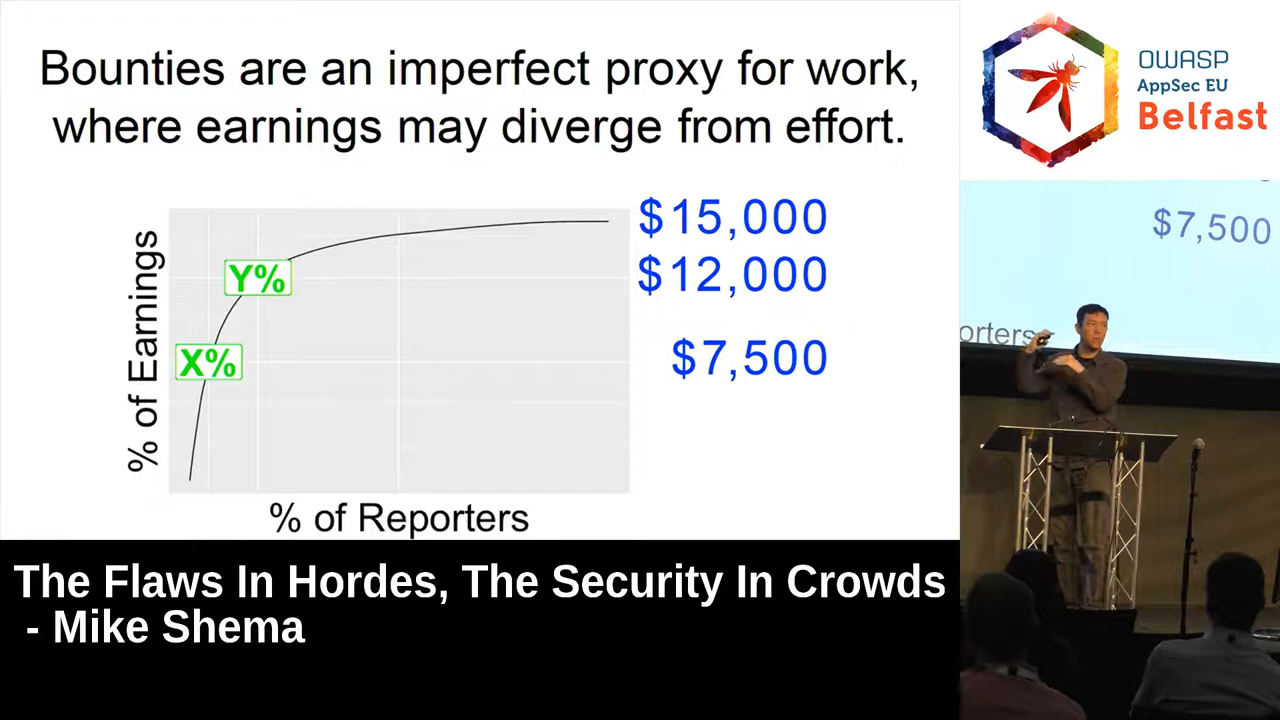 Bounties are an imperfect proxy for work,
where earnings may diverge from effort.
% of Earnings
Y%
X%
$15,000
$12,000
$7,500
% of Reporters
OWASP
AppSec EU
Belfast
$7,500
orters
The Flaws In Hordes, The Security In Crowds
- Mike Shema